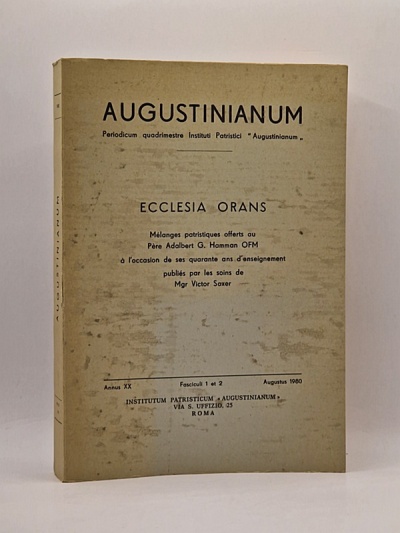 AUGUSTINIANUM
Periodicum quadrimestre Instituti Patristici "Augustinianum„
ECCLESIA ORANS
Mélanges patristiques offerts au
Père Adalbert G. Hamman OFM
à l'occasion de ses quarante ans d'enseignement
publiés par les soins de
Mgr Victor Saxer
Annus XX Fasciculi 1 et 2 Augustus 1980
INSTITUTUM PATRISTICUM «AUGUSTINIANUM»
VIA S. UFFIZIO, 25
ROMA
AUGUSTINIANUM